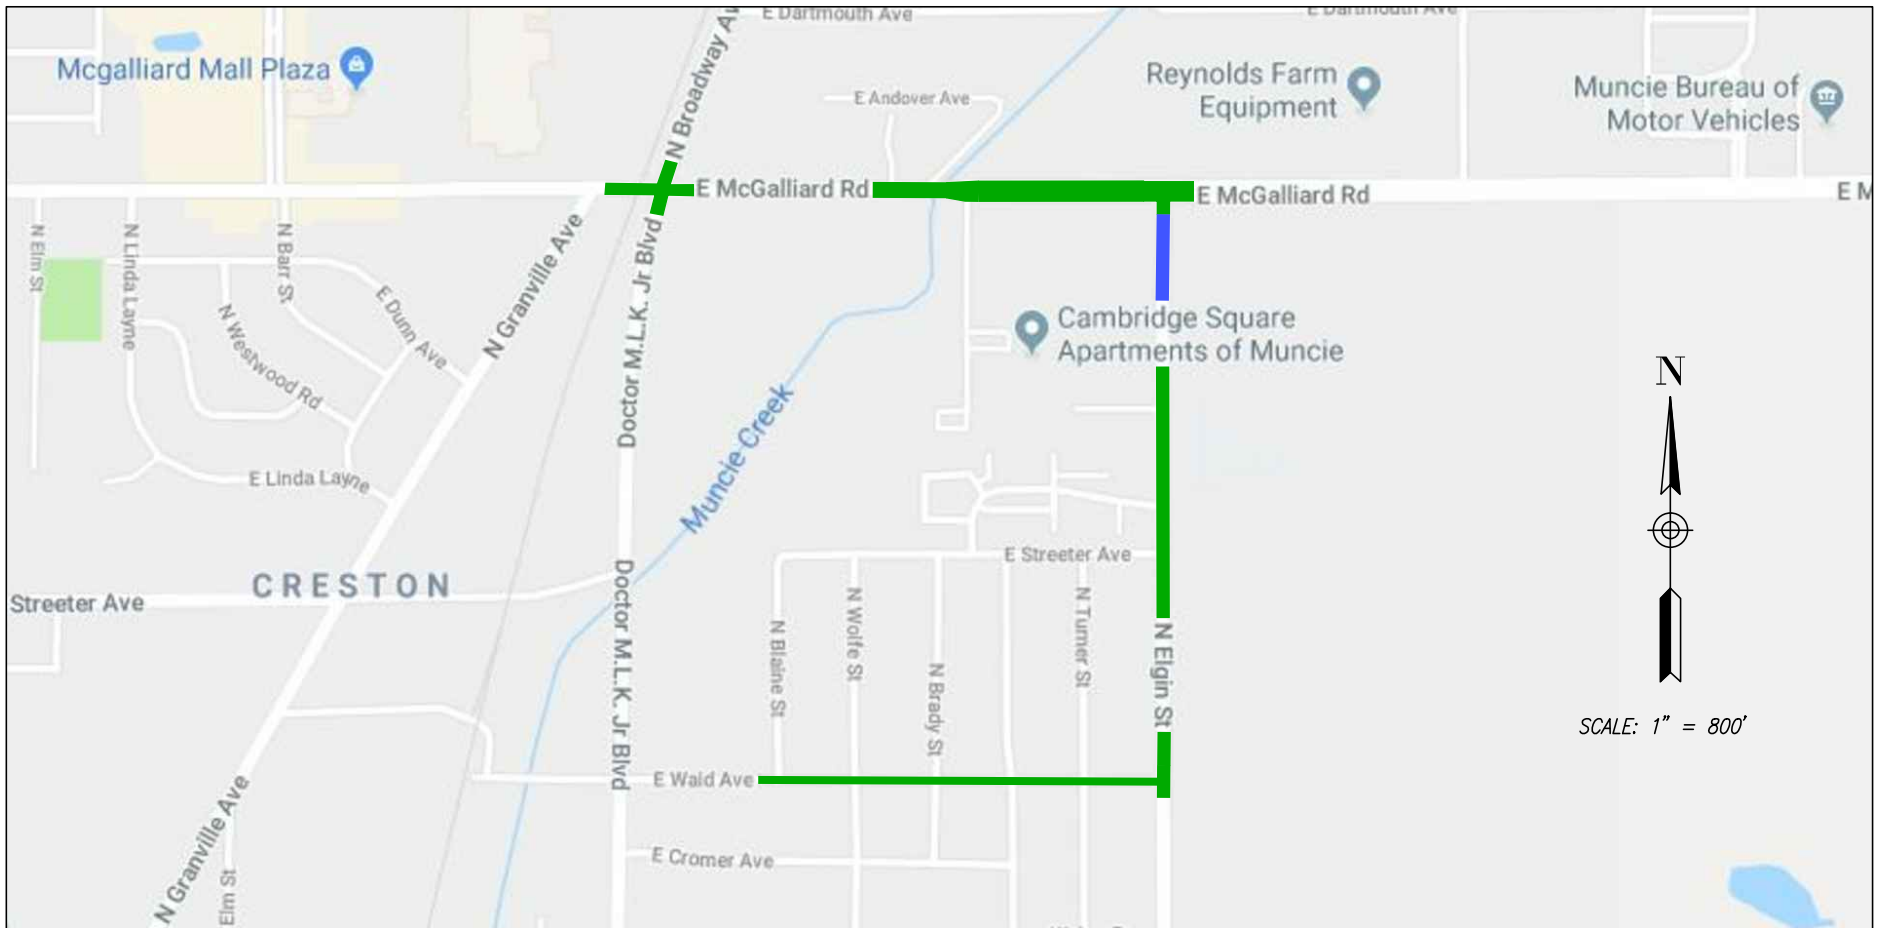 E Dartmouth Ave
E Dartmouth Ave
N Broadway Av
Mcgalliard Mall Plaza
E Andover Ave
Reynolds Farm
Equipment
Muncie Bureau of
Motor Vehicles
E McGalliard Rd
E McGalliard Rd
E M
N Elm St
N Linda Layne
N Barr St
N Westwood Rd
E Dunn Ave
N Granville Ave
Doctor M.L.K. Jr Blvd
Cambridge Square
Apartments of Muncie
N
Muncie Creek
E Linda Layne
E Streeter Ave
CRESTON
Streeter Ave
Doctor M.L.K. Jr Blvd
N Blaine St
N Wolfe St
N Brady St
N Turner St
N Elgin St
SCALE: 1" = 800'
E Wald Ave
E Cromer Ave
N Granville Ave
Elm St